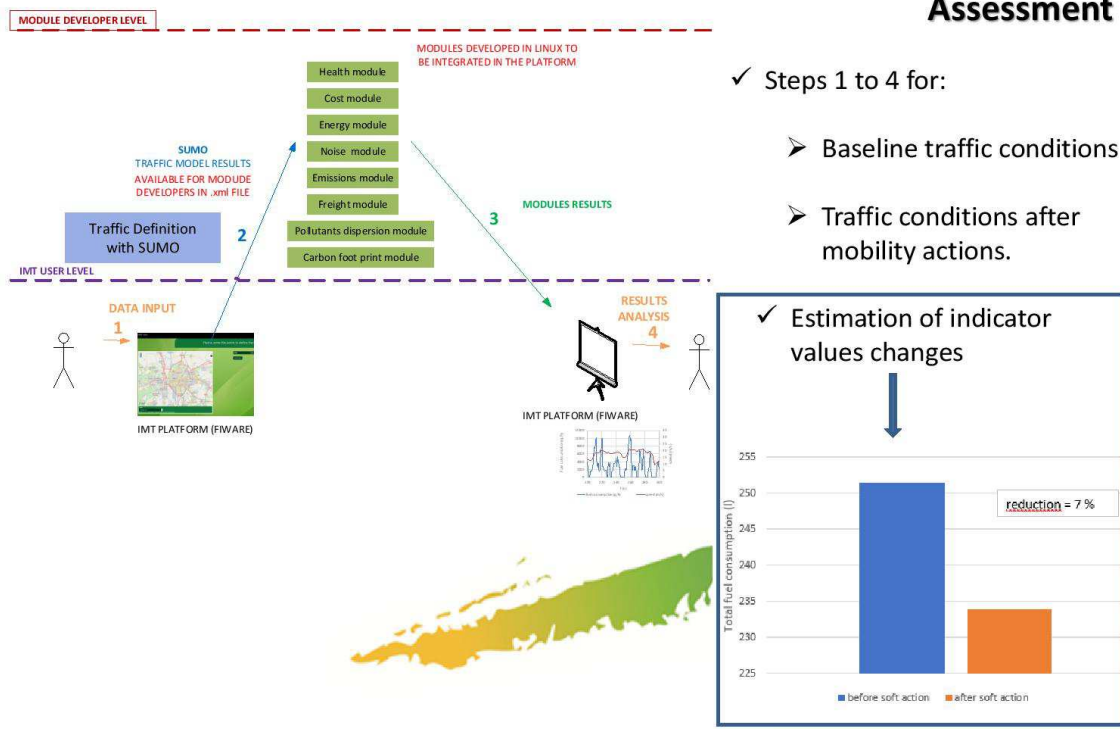 Assessment
MODULE DEVELOPER LEVEL
MODULES DEVELOPED IN LINUX TO
BE INTEGRATED IN THE PLATFORM
Health module
Cost module
Energy module
Noise module
Emissions module
Freight module
Pollutants dispersion module
Carbon foot print module
SUMO
TRAFFIC MODEL RESULTS
AVAILABLE FOR MODUDE
DEVELOPERS IN .xml FILE
Traffic Definition
with SUMO
2
3
MODULES RESULTS
IMT USER LEVEL
DATA INPUT
1
IMT PLATFORM (FIWARE)
RESULTS
ANALYSIS
4
IMT PLATFORM (FIWARE)
✓ Steps 1 to 4 for:
➢ Baseline traffic conditions
➢ Traffic conditions after
mobility actions.
✓ Estimation of indicator
values changes
255
250
245
240
235
230
225
Total fuel consumption (l)
reduction = 7 %
before soft action
after soft action